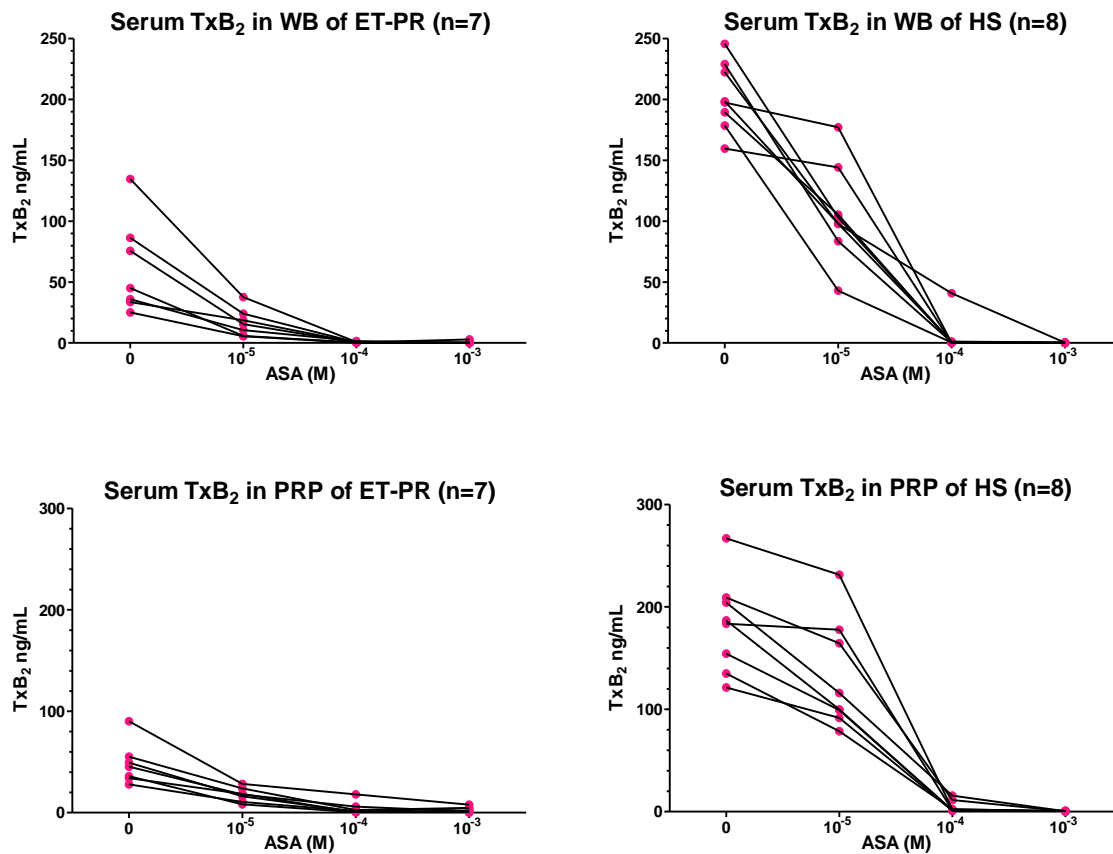 Serum TxB₂ in WB of ET-PR (n=7)
250
200
150
100
50
0
TxB₂ ng/mL
0 10⁻⁵ 10⁻⁴ 10⁻³
ASA (M)
Serum TxB₂ in WB of HS (n=8)
250
200
150
100
50
0
TxB₂ ng/mL
0 10⁻⁵ 10⁻⁴ 10⁻³
ASA (M)
Serum TxB₂ in PRP of ET-PR (n=7)
300
200
100
0
TxB₂ ng/mL
0 10⁻⁵ 10⁻⁴ 10⁻³
ASA (M)
Serum TxB₂ in PRP of HS (n=8)
300
200
100
0
TxB₂ ng/mL
0 10⁻⁵ 10⁻⁴ 10⁻³
ASA (M)